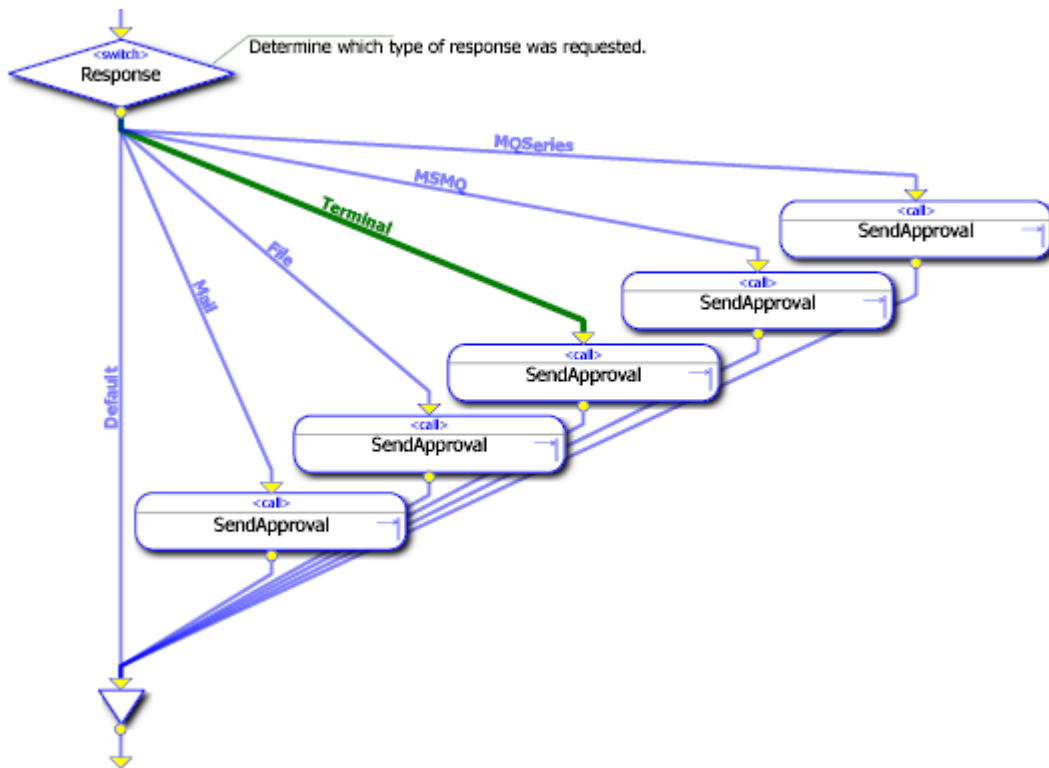 <switch>
Response
Determine which type of response was requested.
MQSeries
MSMQ
Terminal
File
Mail
Default
<call>
SendApproval
<call>
SendApproval
<call>
SendApproval
<call>
SendApproval
<call>
SendApproval